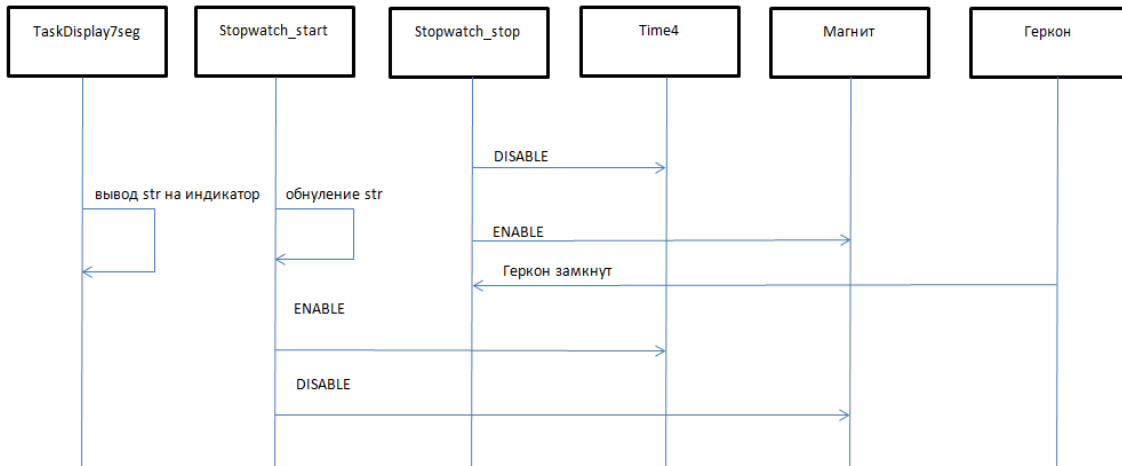 TaskDisplay7seg
Stopwatch_start
Stopwatch_stop
Time4
Магнит
Геркон
DISABLE
вывод str на индикатор
обнуление str
ENABLE
Геркон замкнут
ENABLE
DISABLE